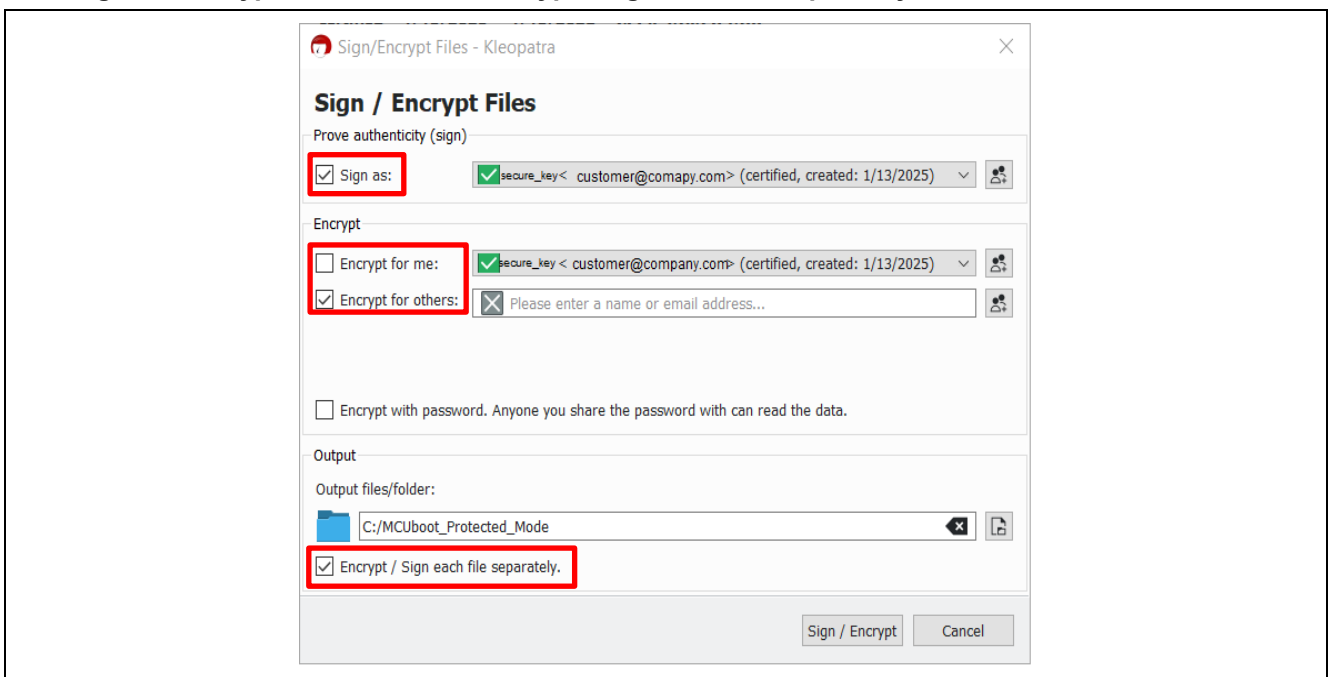 Sign/Encrypt Files - Kleopatra
Sign / Encrypt Files
Prove authenticity (sign)
Sign as: secure_key< customer@comapy.com> (certified, created: 1/13/2025)
Encrypt
Encrypt for me: secure_key < customer@company.com> (certified, created: 1/13/2025)
Encrypt for others: Please enter a name or email address...
Encrypt with password. Anyone you share the password with can read the data.
Output
Output files/folder:
C:/MCUboot_Protected_Mode
Encrypt / Sign each file separately.
Sign / Encrypt Cancel